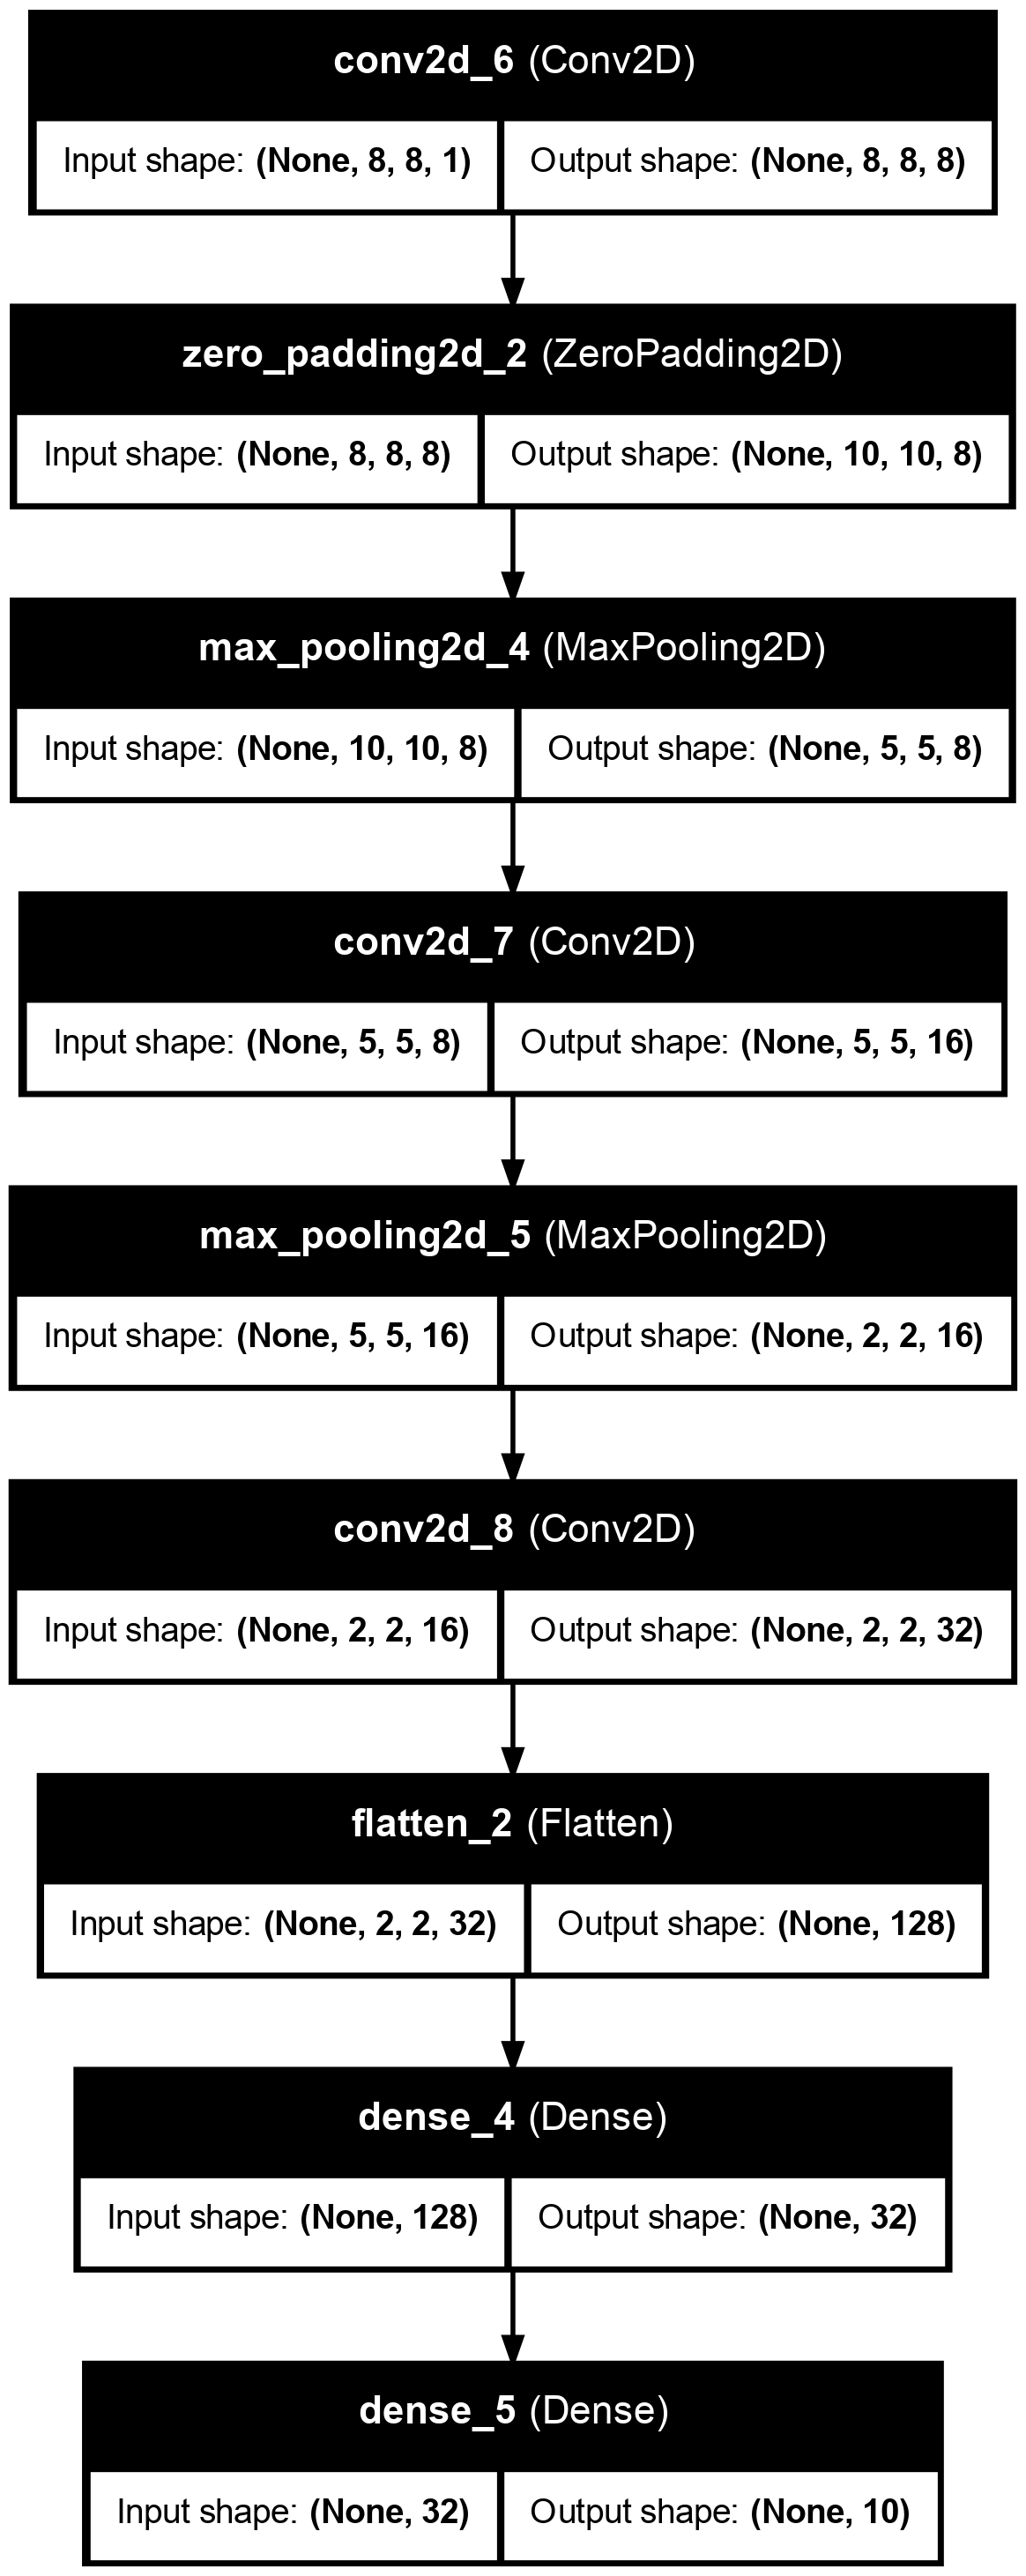 conv2d_6 (Conv2D)
Input shape: (None, 8, 8, 1) Output shape: (None, 8, 8, 8)
zero_padding2d_2 (ZeroPadding2D)
Input shape: (None, 8, 8, 8) Output shape: (None, 10, 10, 8)
max_pooling2d_4 (MaxPooling2D)
Input shape: (None, 10, 10, 8) Output shape: (None, 5, 5, 8)
conv2d_7 (Conv2D)
Input shape: (None, 5, 5, 8) Output shape: (None, 5, 5, 16)
max_pooling2d_5 (MaxPooling2D)
Input shape: (None, 5, 5, 16) Output shape: (None, 2, 2, 16)
conv2d_8 (Conv2D)
Input shape: (None, 2, 2, 16) Output shape: (None, 2, 2, 32)
flatten_2 (Flatten)
Input shape: (None, 2, 2, 32) Output shape: (None, 128)
dense_4 (Dense)
Input shape: (None, 128) Output shape: (None, 32)
dense_5 (Dense)
Input shape: (None, 32) Output shape: (None, 10)